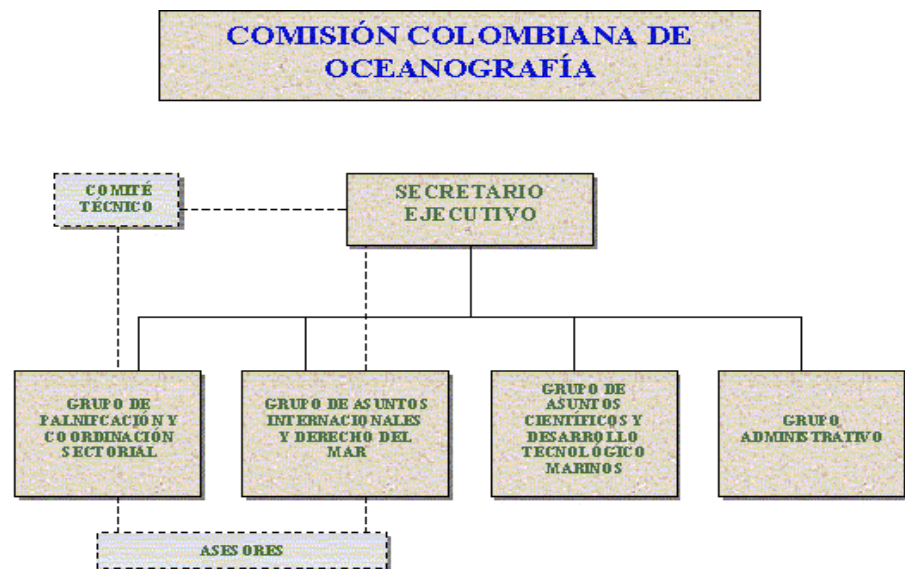 COMISIÓN COLOMBIANA DE
OCEANOGRAFÍA
COMITÉ
TÉCNICO
SECRETARIO
EJECUTIVO
GRUPO DE
PALNIFCACIÓN Y
COORDINACIÓN
SECTORIAL
GRUPO DE ASUNTOS
INTERNACIONALES
Y DERECHO DEL
MAR
GRUPO DE
ASUNTOS
CIENTÍFICOS Y
DESARROLLO
TECNOLÓGICO
MARINOS
GRUPO
ADMINISTRATIVO
ASESORES